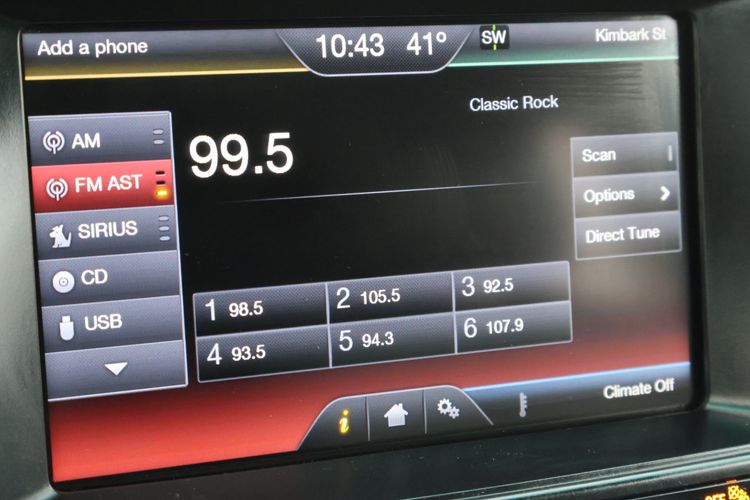 Add a phone
10:43 41°
SW
Kimbark St
Classic Rock
AM
99.5
Scan
FM AST
Options
SIRIUS
Direct Tune
CD
USB
1 98.5
2 105.5
3 92.5
4 93.5
5 94.3
6 107.9
Climate Off
i
OFF